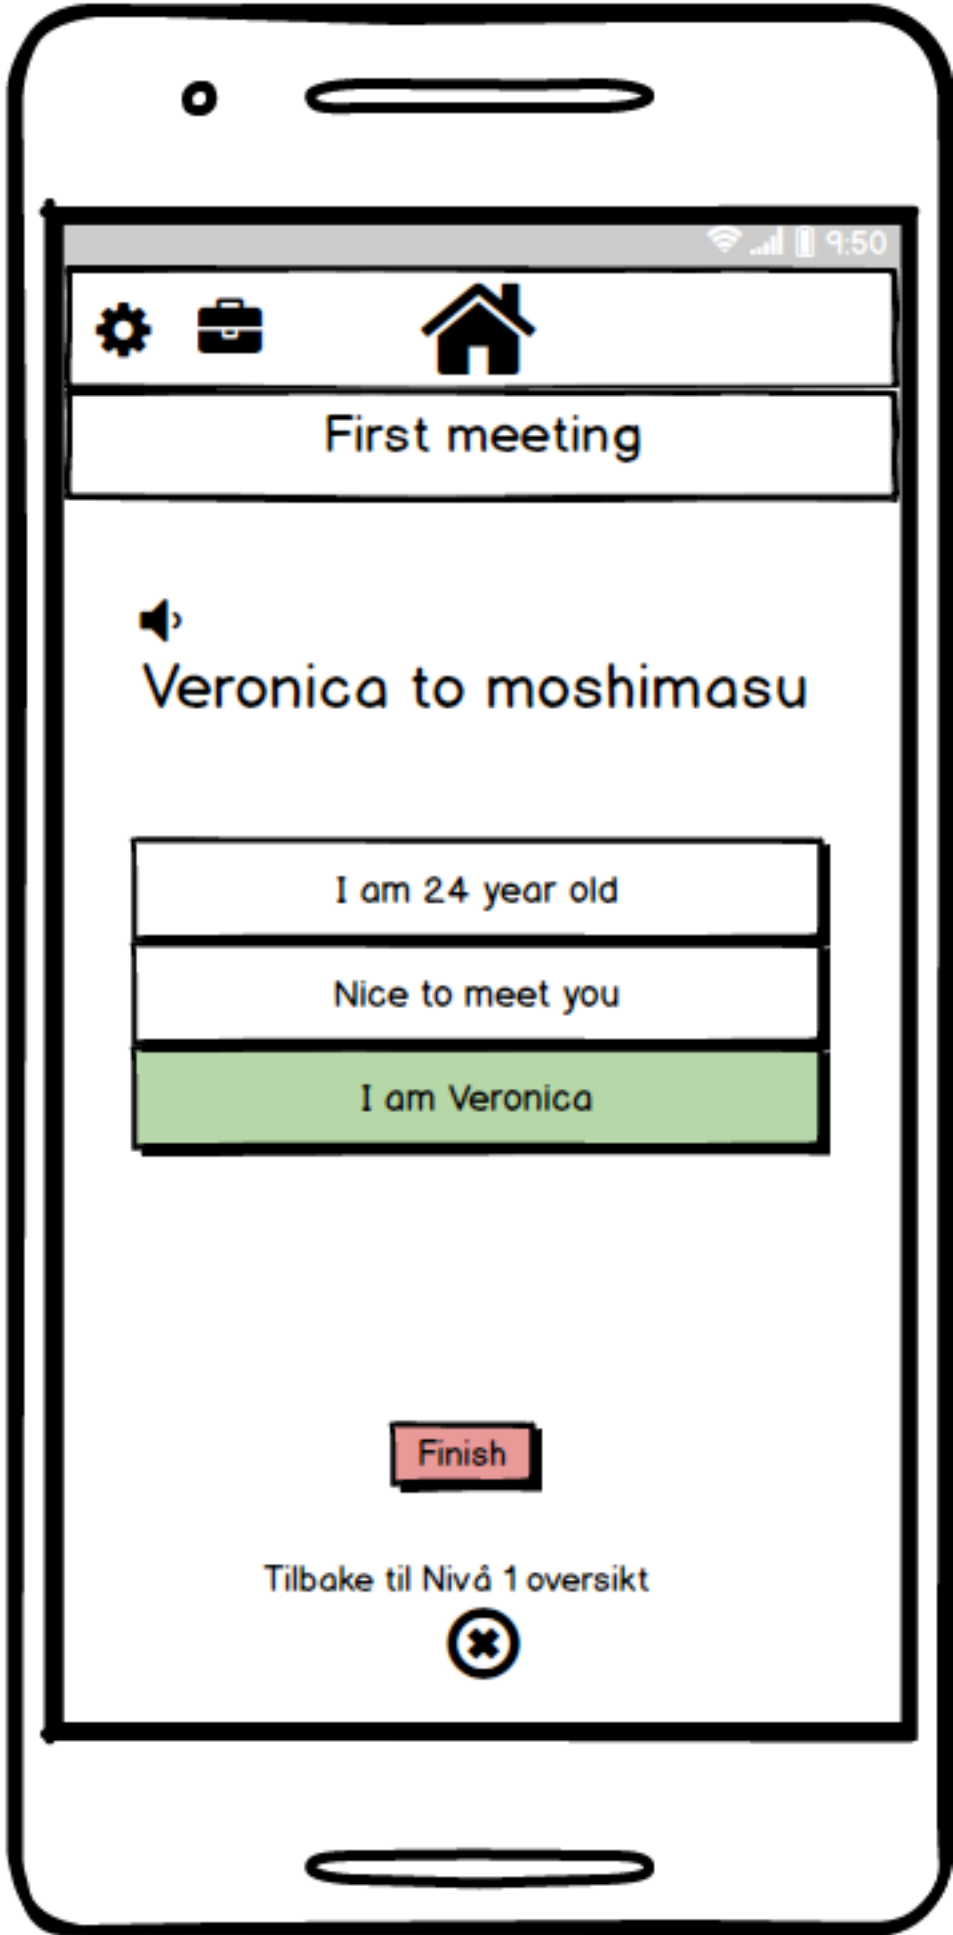 9:50
First meeting
Veronica to moshimasu
I am 24 year old
Nice to meet you
I am Veronica
Finish
Tilbake til Nivå 1 oversikt